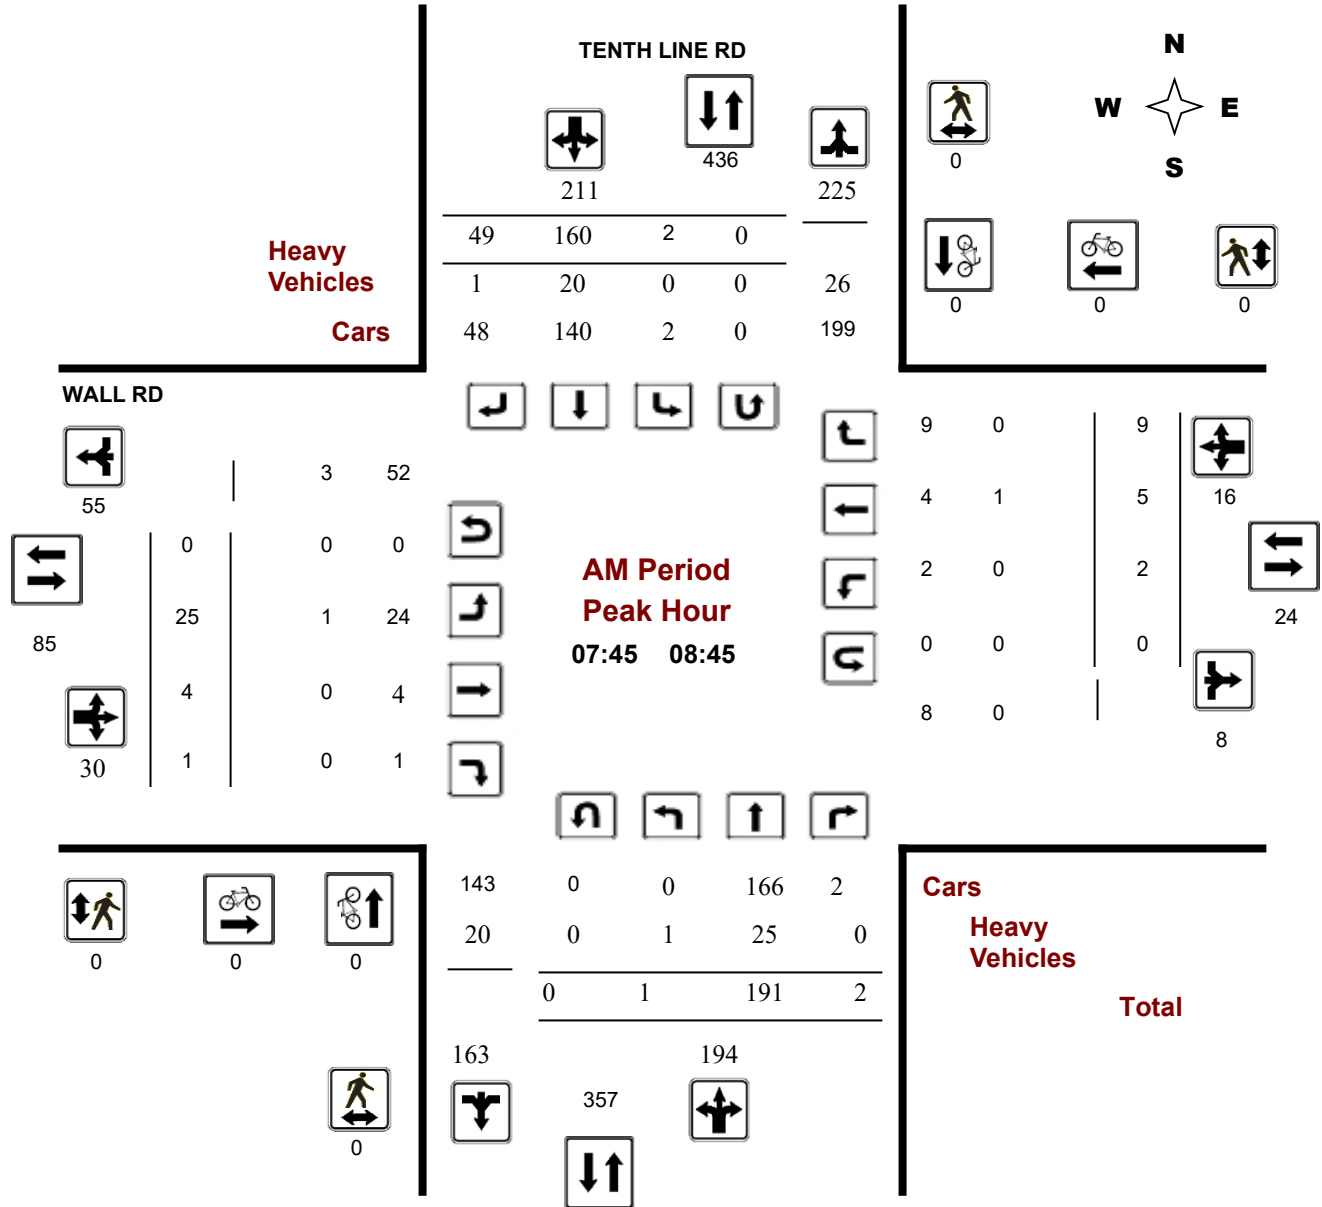 TENTH LINE RD
N
W E
S
436
0
211 225
49 160 2 0
Heavy
Vehicles
1 20 0 0 26
0 0 0
Cars
48 140 2 0 199
WALL RD
9 0 9
3 52
55
4 1 5 16
0 0 0
AM Period
2 0 2
Peak Hour
25 1 24
24
85
07:45 08:45
0 0 0
4 0 4
8 0
8
30
1 0 1
143 0 0 166 2
Cars
20 0 1 25 0
Heavy
Vehicles
0 0 0
0 1 191 2
Total
163 194
357
0